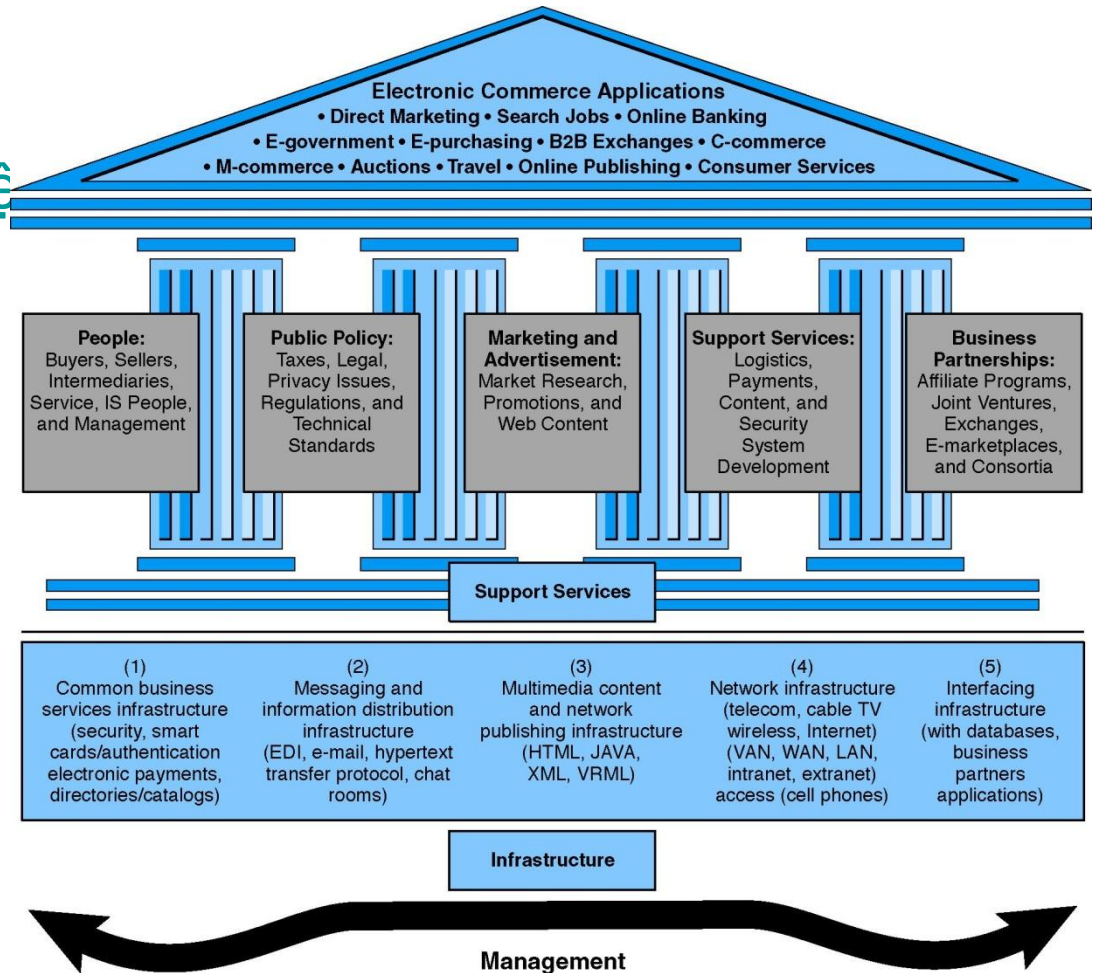 Electronic Commerce Applications
• Direct Marketing • Search Jobs • Online Banking
• E-government • E-purchasing • B2B Exchanges • C-commerce
• M-commerce • Auctions • Travel • Online Publishing • Consumer Services
People:
Buyers, Sellers,
Intermediaries,
Service, IS People,
and Management
Public Policy:
Taxes, Legal,
Privacy Issues,
Regulations, and
Technical
Standards
Marketing and
Advertisement:
Market Research,
Promotions, and
Web Content
Support Services:
Logistics,
Payments,
Content, and
Security
System
Development
Business
Partnerships:
Affiliate Programs,
Joint Ventures,
Exchanges,
E-marketplaces,
and Consortia
Support Services
(1)
Common business
services infrastructure
(security, smart
cards/authentication
electronic payments,
directories/catalogs)
(2)
Messaging and
information distribution
infrastructure
(EDI, e-mail, hypertext
transfer protocol, chat
rooms)
(3)
Multimedia content
and network
publishing infrastructure
(HTML, JAVA,
XML, VRML)
(4)
Network infrastructure
(telecom, cable TV
wireless, Internet)
(VAN, WAN, LAN,
intranet, extranet)
access (cell phones)
(5)
Interfacing
infrastructure
(with databases,
business
partners
applications)
Infrastructure
Management